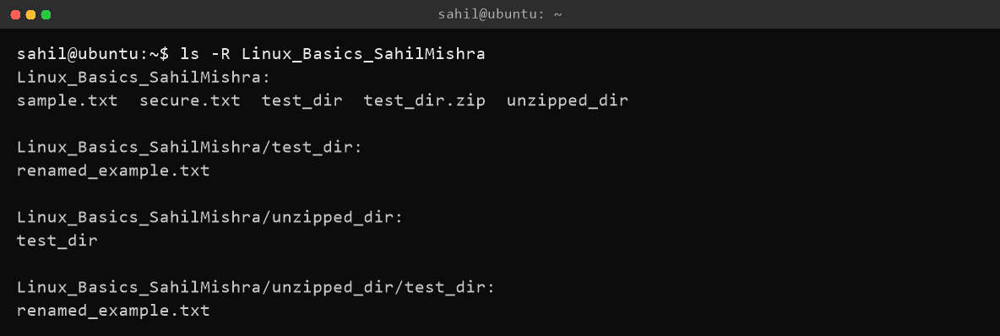 sahil@ubuntu: ~
sahil@ubuntu:~$ ls -R Linux_Basics_SahilMishra
Linux_Basics_SahilMishra:
sample.txt  secure.txt  test_dir  test_dir.zip  unzipped_dir
Linux_Basics_SahilMishra/test_dir:
renamed_example.txt
Linux_Basics_SahilMishra/unzipped_dir:
test_dir
Linux_Basics_SahilMishra/unzipped_dir/test_dir:
renamed_example.txt